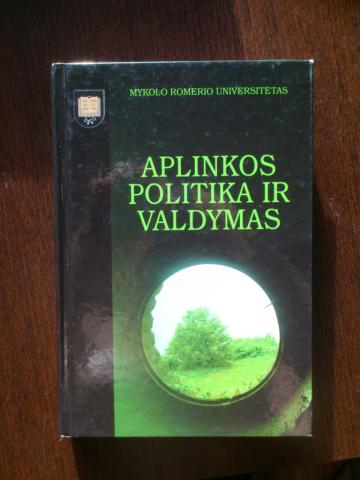 MYKOLO ROMERIO UNIVERSITETAS
APLINKOS
POLITIKA IR
VALDYMAS